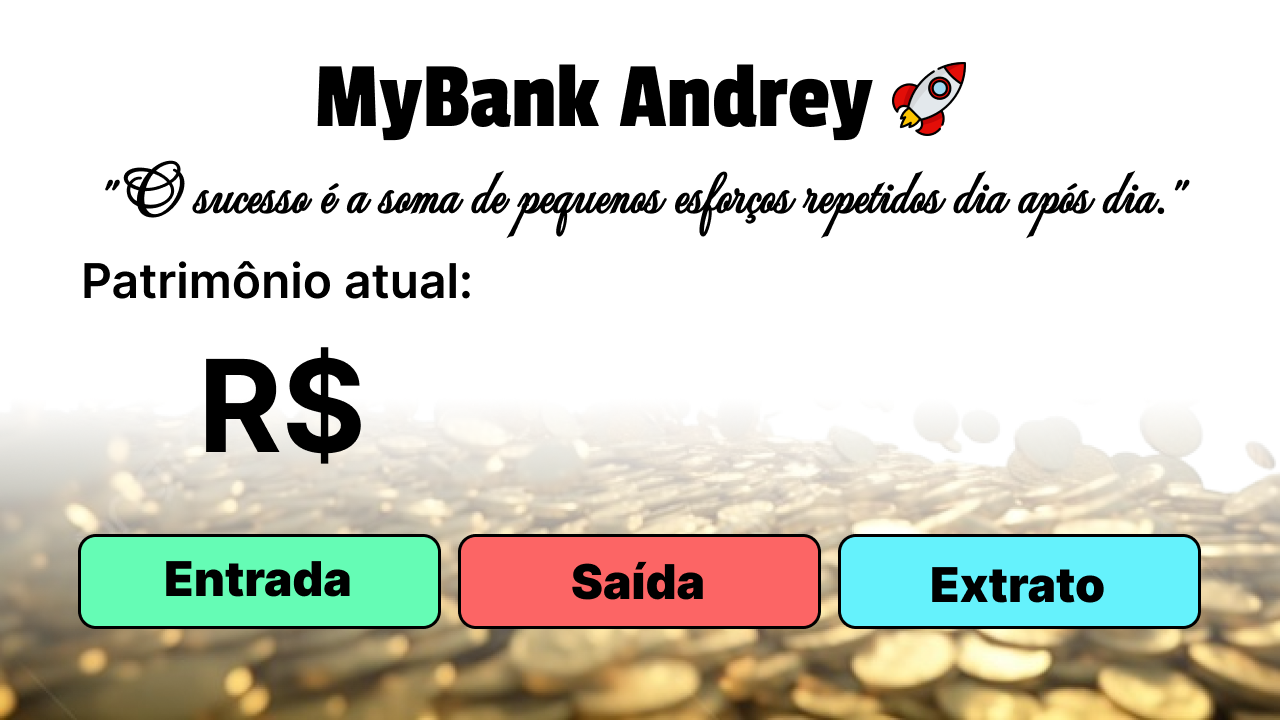 MyBank Andrey
"O sucesso é a soma de pequenos esforços repetidos dia após dia."
Patrimônio atual:
R$
Entrada
Saída
Extrato